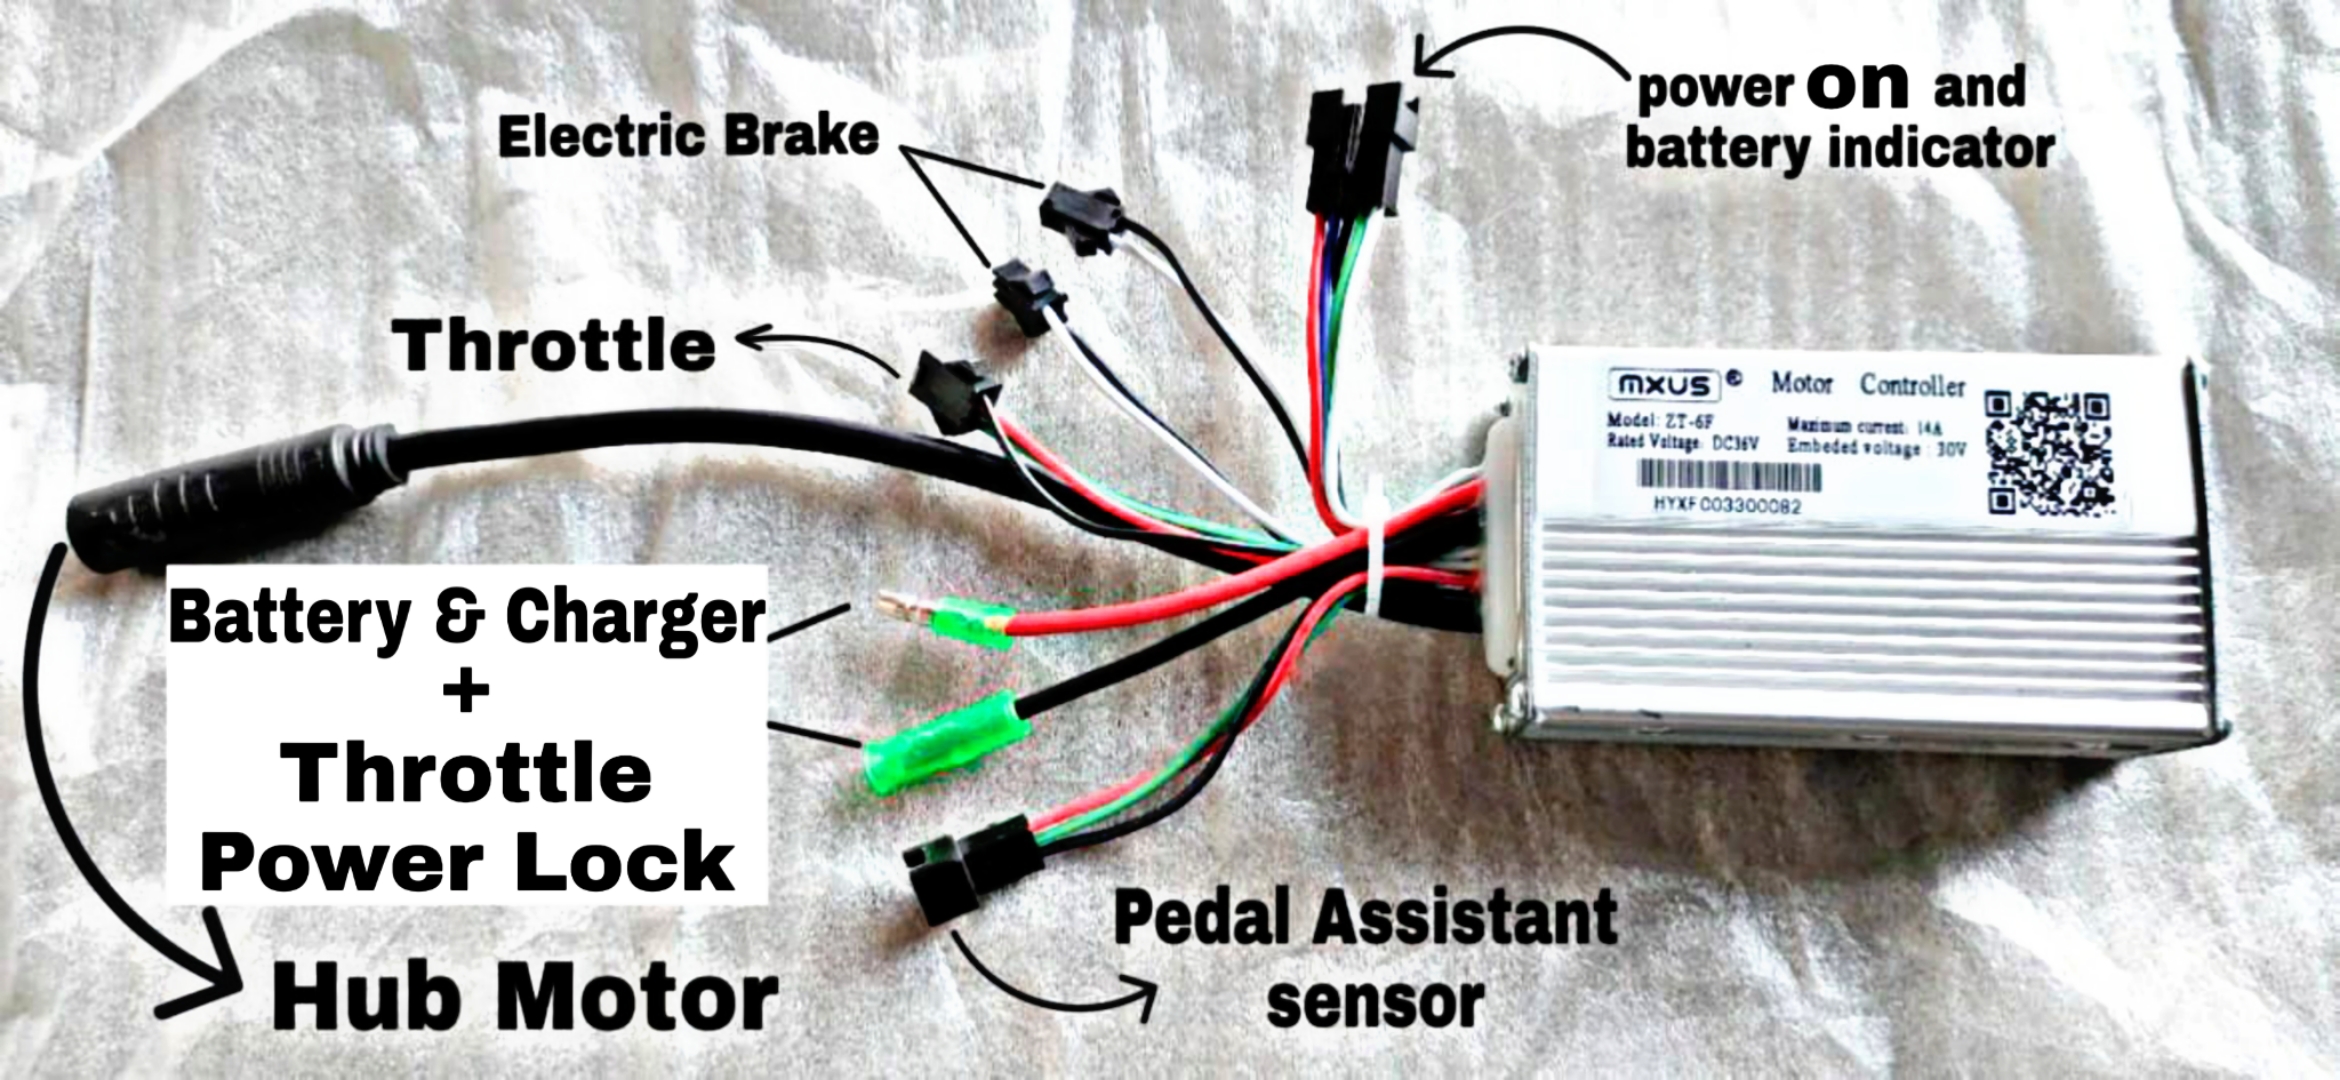 power on and
battery indicator
Electric Brake
Throttle
mxus® Motor Controller
Model: ZT-6F Maximum current: 14A
Rated Voltage: DC36V Embeded voltage: 30V
HYXFC03300082
Battery & Charger
+
Throttle
Power Lock
Pedal Assistant
sensor
Hub Motor